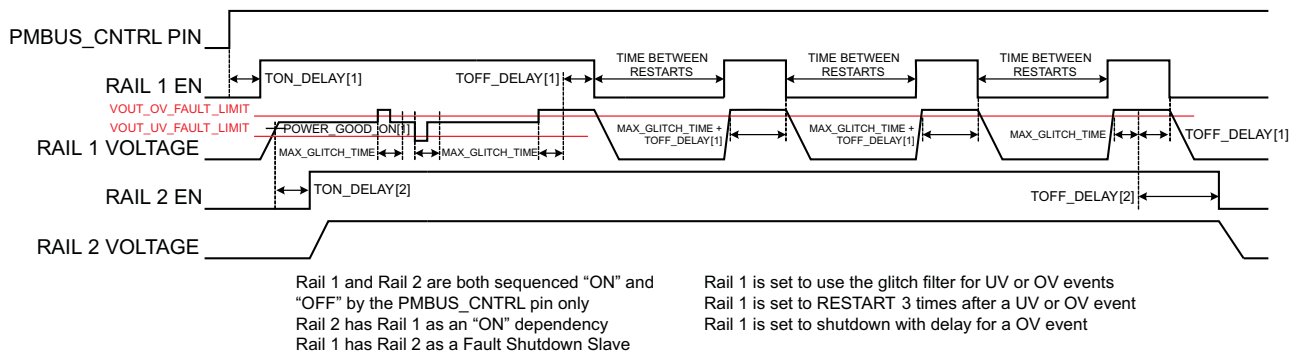 PMBUS_CNTRL PIN
RAIL 1 EN
TON_DELAY[1]
TOFF_DELAY[1]
TIME BETWEEN
RESTARTS
TIME BETWEEN
RESTARTS
TIME BETWEEN
RESTARTS
VOUT_OV_FAULT_LIMIT
VOUT_UV_FAULT_LIMIT
POWER_GOOD_ON[1]
RAIL 1 VOLTAGE
MAX_GLITCH_TIME
MAX_GLITCH_TIME
MAX_GLITCH_TIME +
TOFF_DELAY[1]
MAX_GLITCH_TIME +
TOFF_DELAY[1]
MAX_GLITCH_TIME
TOFF_DELAY[1]
RAIL 2 EN
TON_DELAY[2]
TOFF_DELAY[2]
RAIL 2 VOLTAGE
Rail 1 and Rail 2 are both sequenced “ON” and
“OFF” by the PMBUS_CNTRL pin only
Rail 2 has Rail 1 as an “ON” dependency
Rail 1 has Rail 2 as a Fault Shutdown Slave
Rail 1 is set to use the glitch filter for UV or OV events
Rail 1 is set to RESTART 3 times after a UV or OV event
Rail 1 is set to shutdown with delay for a OV event